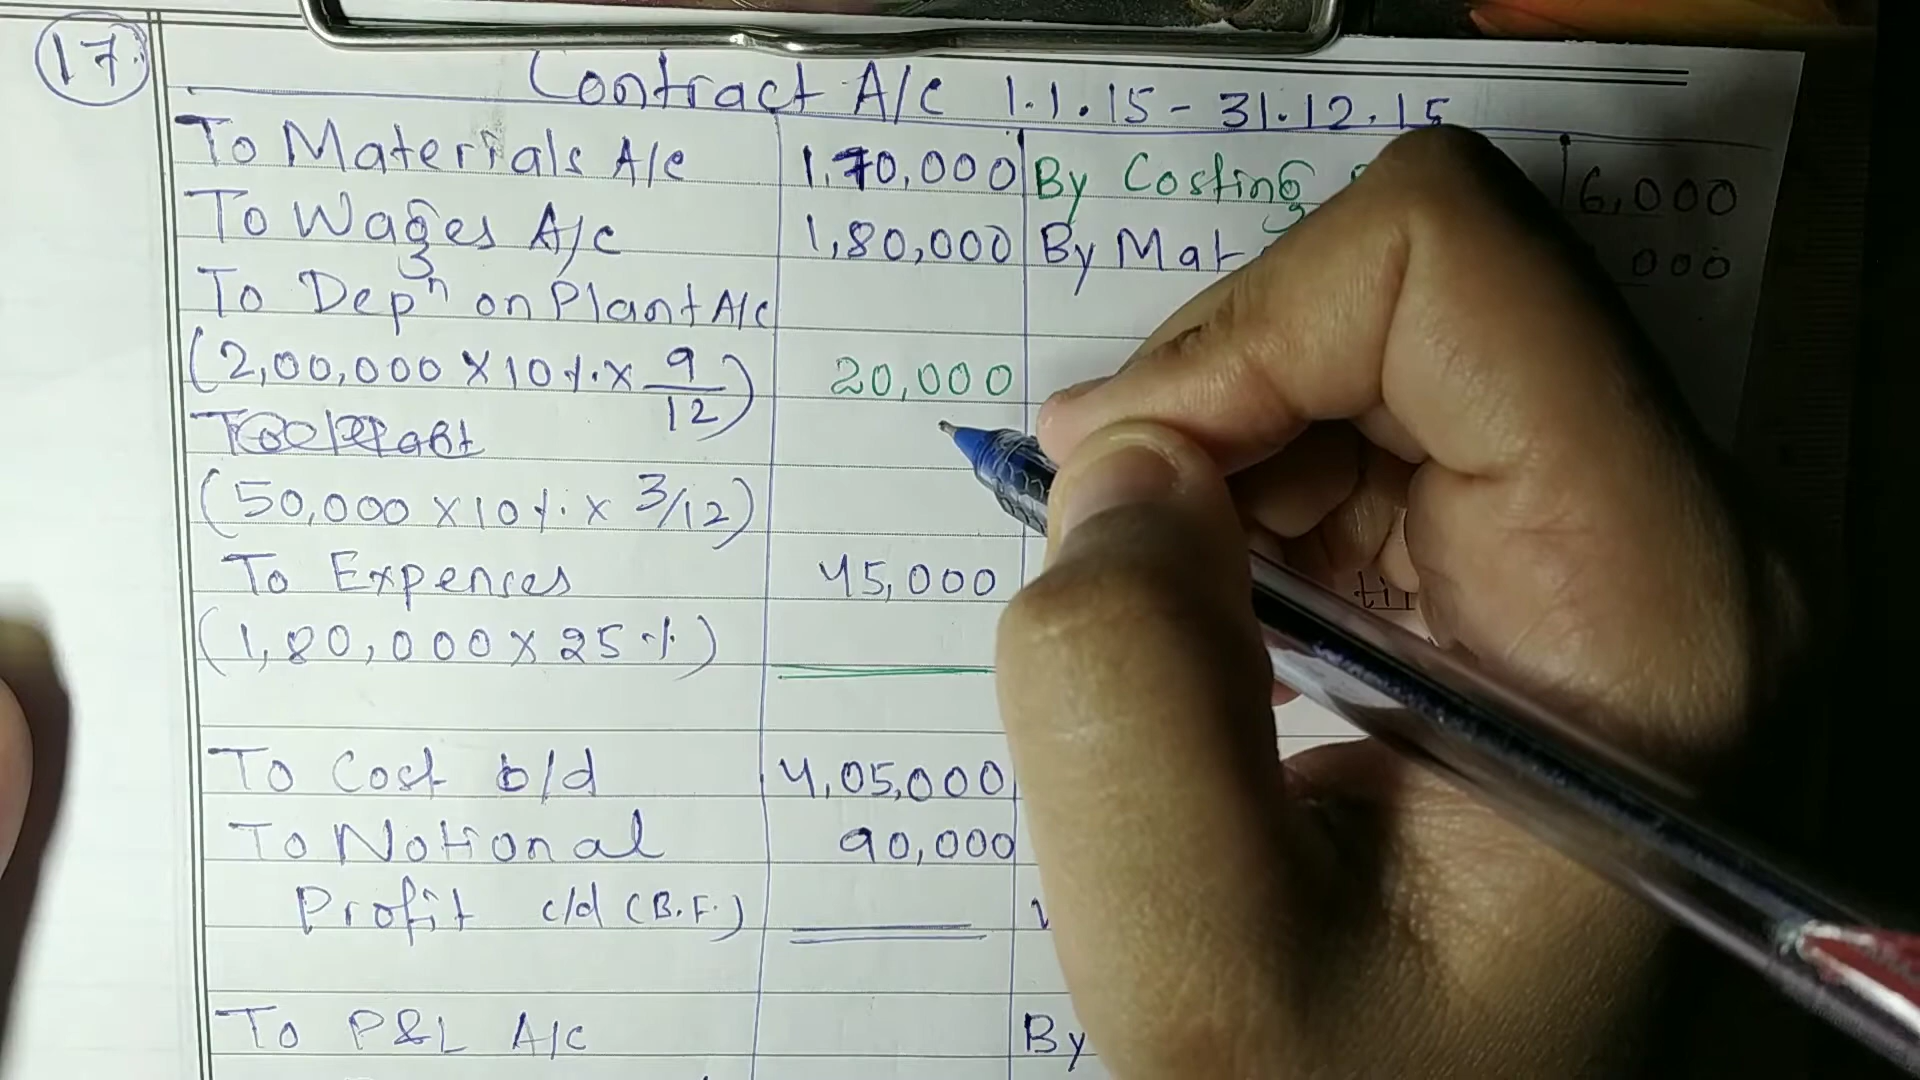 17.
Contract A/c 1.1.15 - 31.12.15
To Materials A/c 1,70,000 By Costing 6,000
To Wages A/c 1,80,000 By Mat 000
To Depn on Plant A/c
(2,00,000 x 10%. x 9/12) 20,000
(50,000 x 10%. x 3/12)
To Expenses 45,000
(1,80,000 x 25%)
To Cost b/d 4,05,000
To Notional 90,000
Profit c/d (B.F.)
To P&L A/c By